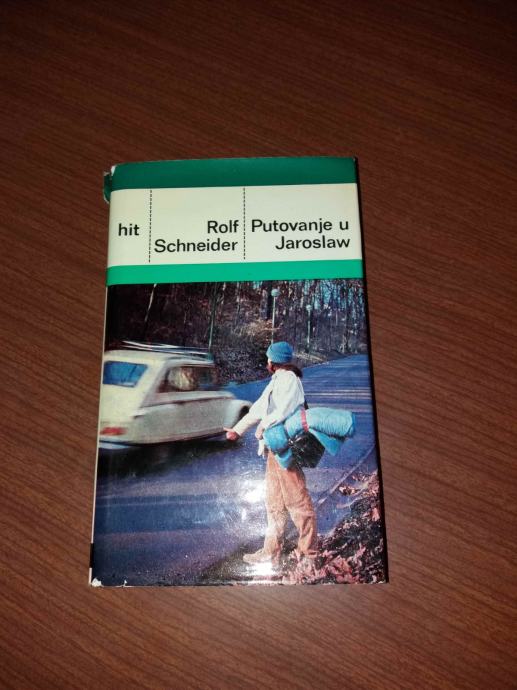 hit
Rolf
Schneider
Putovanje u
Jaroslaw